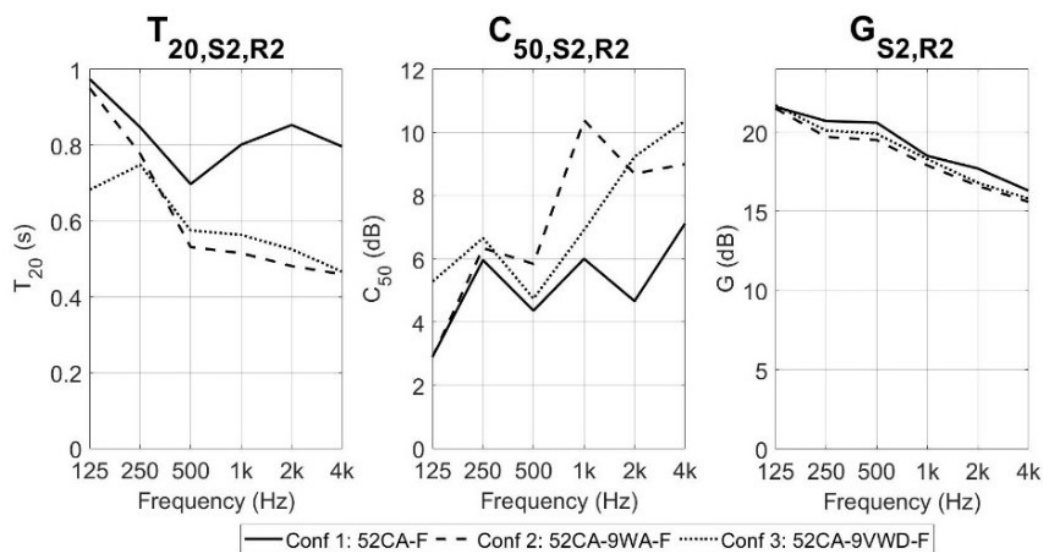 T20,S2,R2
C50,S2,R2
GS2,R2
1
0.8
0.6
0.4
0.2
0
T20 (s)
125 250 500 1k 2k 4k
Frequency (Hz)
12
10
8
6
4
2
0
C50 (dB)
125 250 500 1k 2k 4k
Frequency (Hz)
20
15
10
5
0
G (dB)
125 250 500 1k 2k 4k
Frequency (Hz)
Conf 1: 52CA-F Conf 2: 52CA-9WA-F Conf 3: 52CA-9VWD-F